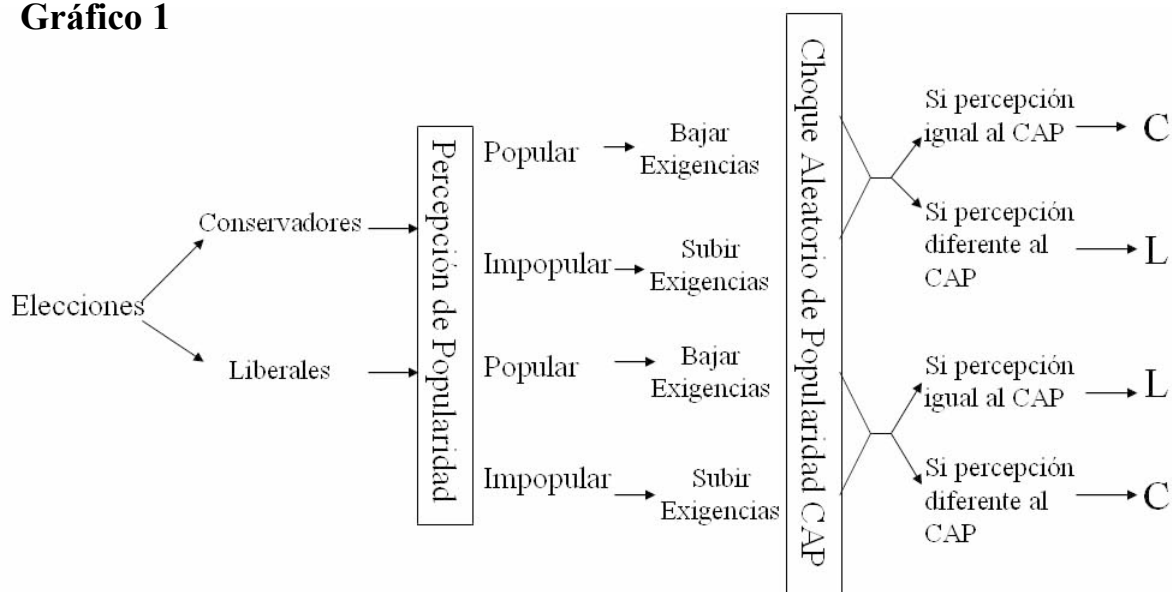 Gráfico 1
Elecciones
Conservadores
Liberales
Percepción de Popularidad
Popular
Bajar
Exigencias
Impopular
Subir
Exigencias
Popular
Bajar
Exigencias
Impopular
Subir
Exigencias
Choque Aleatorio de Popularidad CAP
Si percepción
igual al CAP
C
Si percepción
diferente al
CAP
L
Si percepción
igual al CAP
L
Si percepción
diferente al
CAP
C